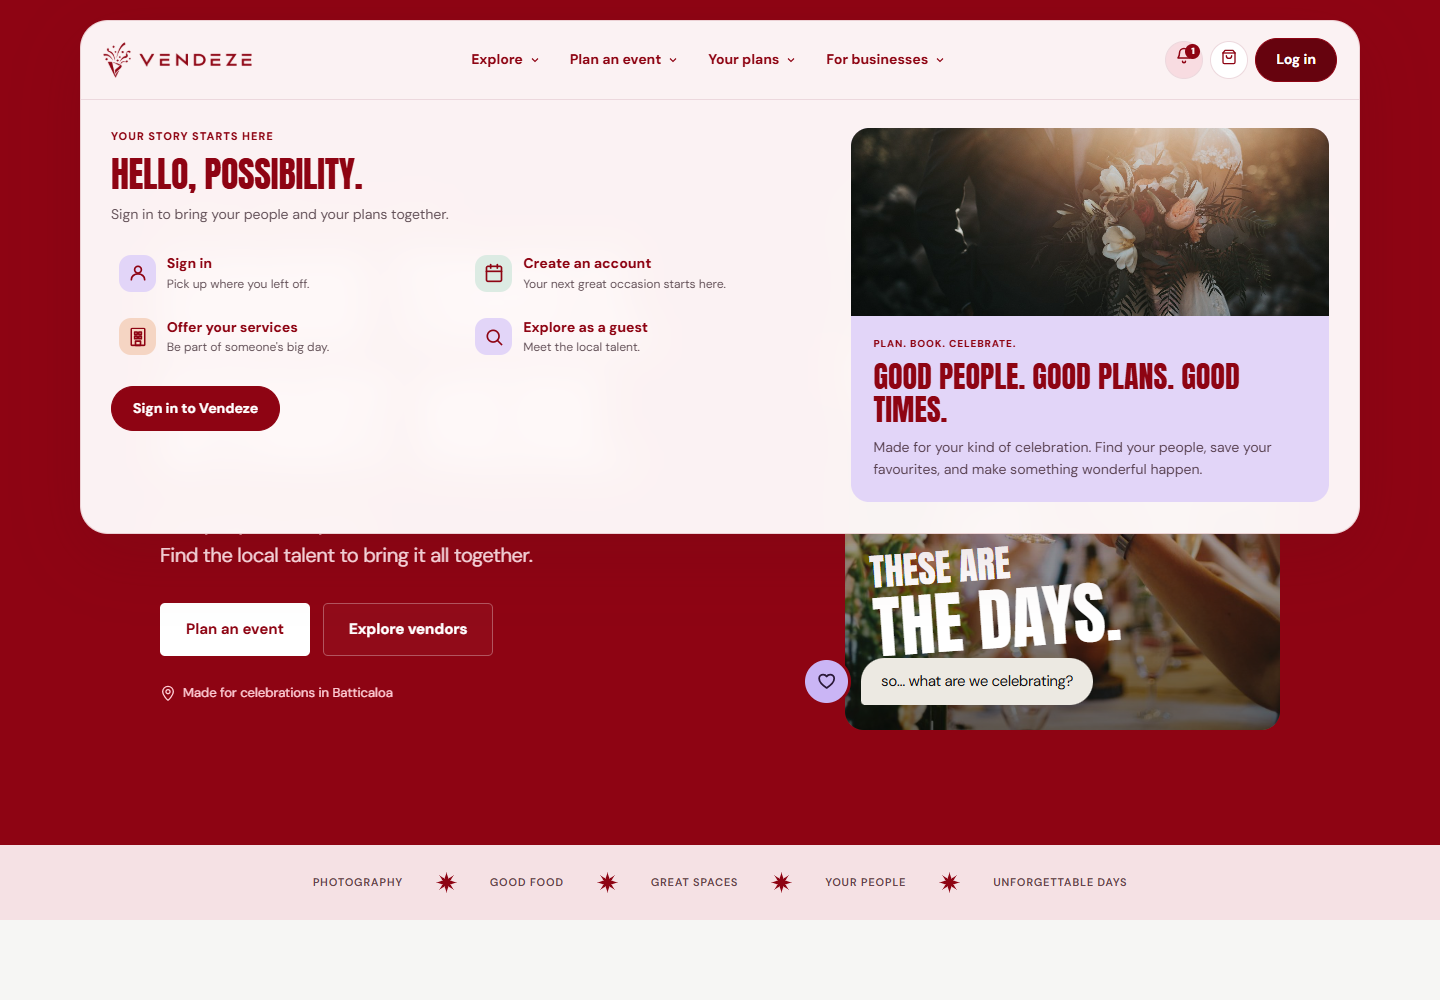 VENDEZE
Explore
Plan an event
Your plans
For businesses
1
Log in
YOUR STORY STARTS HERE
HELLO, POSSIBILITY.
Sign in to bring your people and your plans together.
Sign in
Pick up where you left off.
Create an account
Your next great occasion starts here.
Offer your services
Be part of someone's big day.
Explore as a guest
Meet the local talent.
Sign in to Vendeze
PLAN. BOOK. CELEBRATE.
GOOD PEOPLE. GOOD PLANS. GOOD
TIMES.
Made for your kind of celebration. Find your people, save your
favourites, and make something wonderful happen.
Find the local talent to bring it all together.
Plan an event
Explore vendors
Made for celebrations in Batticaloa
THESE ARE
THE DAYS.
so... what are we celebrating?
PHOTOGRAPHY
GOOD FOOD
GREAT SPACES
YOUR PEOPLE
UNFORGETTABLE DAYS